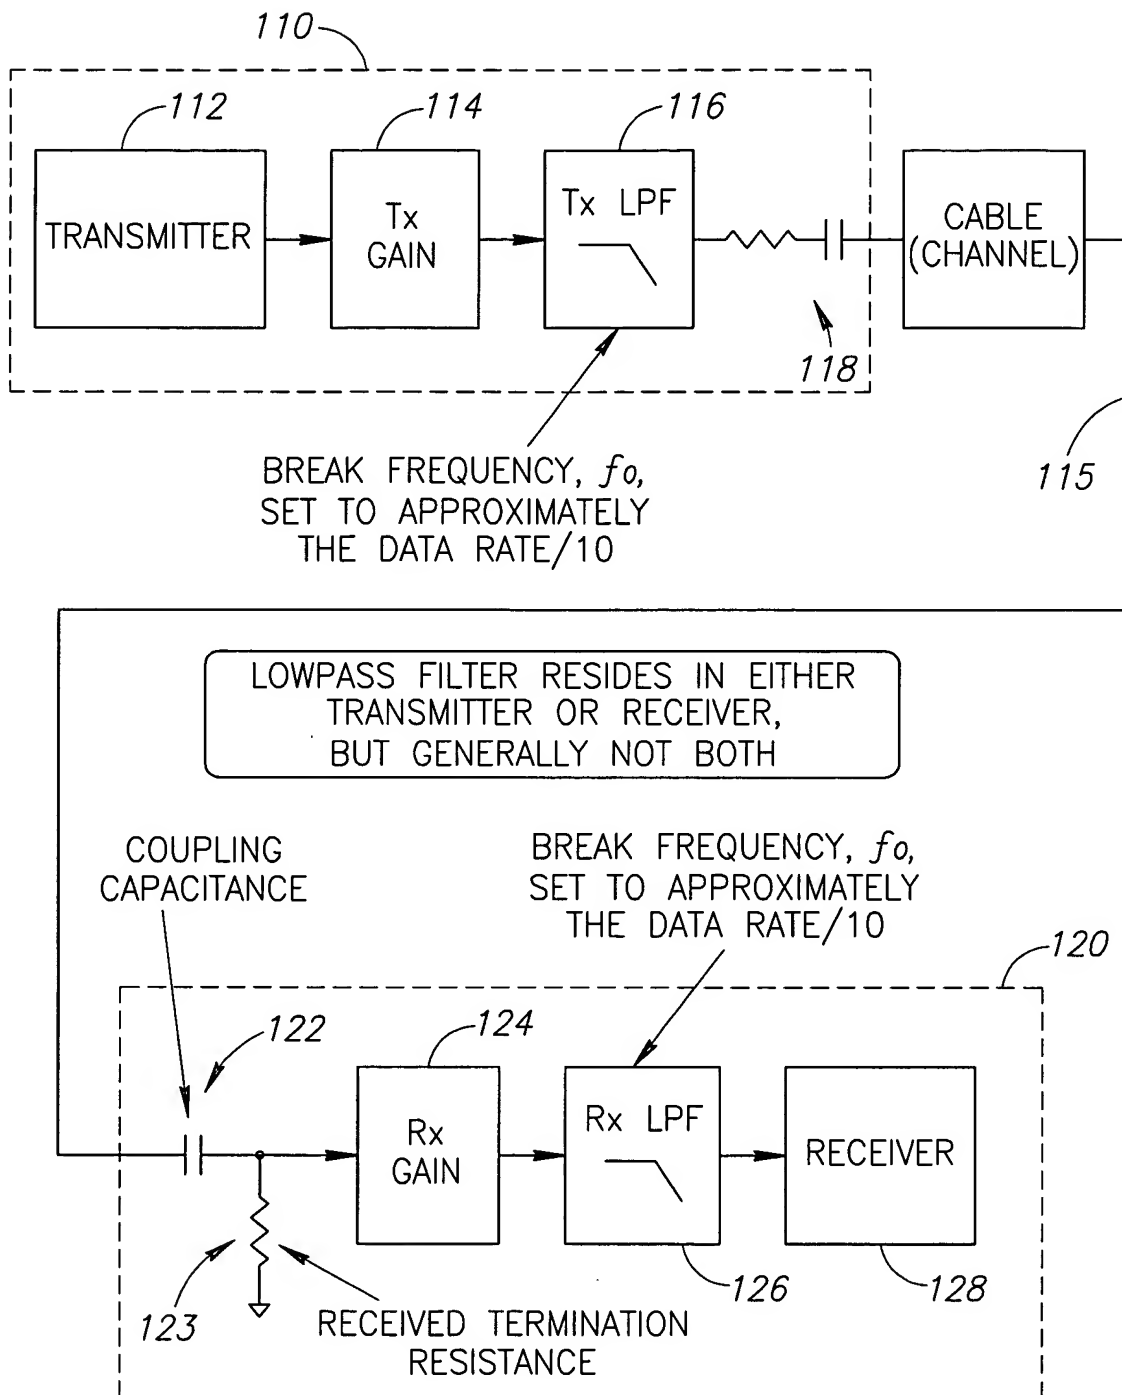 110
112
114
116
TRANSMITTER
Tx
GAIN
Tx LPF
CABLE
(CHANNEL)
118
115
BREAK FREQUENCY, fo,
SET TO APPROXIMATELY
THE DATA RATE/10
LOWPASS FILTER RESIDES IN EITHER
TRANSMITTER OR RECEIVER,
BUT GENERALLY NOT BOTH
COUPLING
CAPACITANCE
BREAK FREQUENCY, fo,
SET TO APPROXIMATELY
THE DATA RATE/10
120
122
124
Rx
GAIN
Rx LPF
RECEIVER
126
128
123
RECEIVED TERMINATION
RESISTANCE